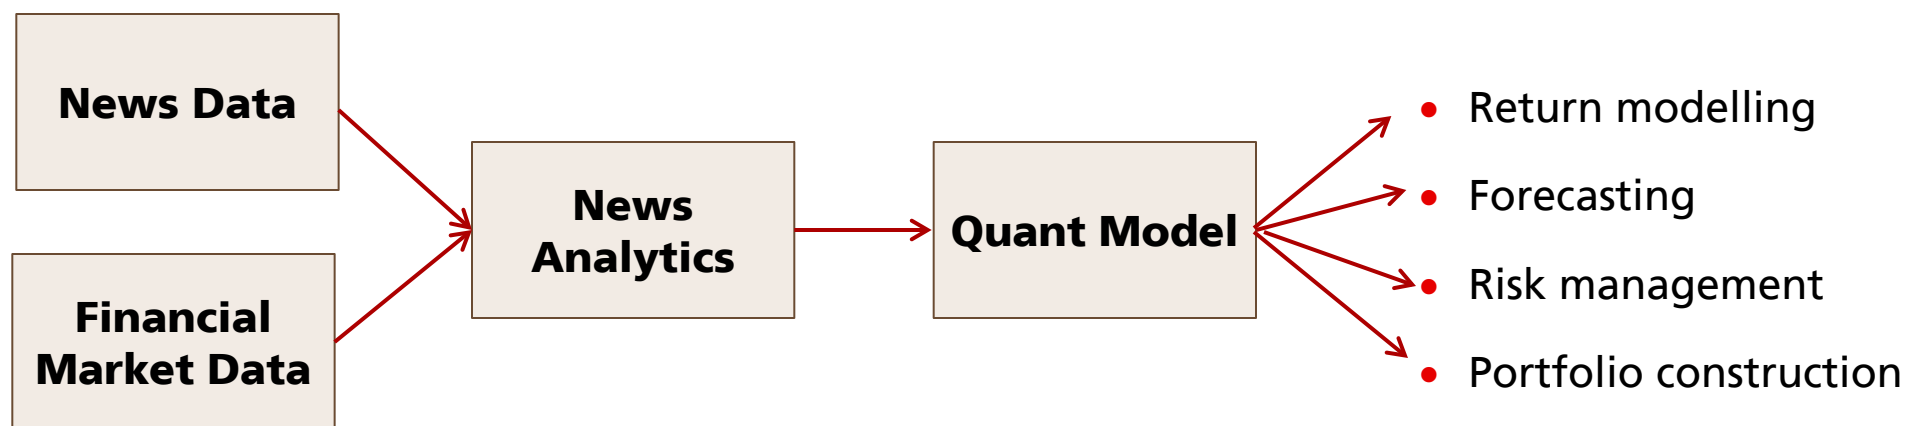 News Data
Financial
Market Data
News
Analytics
Quant Model
• Return modelling
• Forecasting
• Risk management
• Portfolio construction